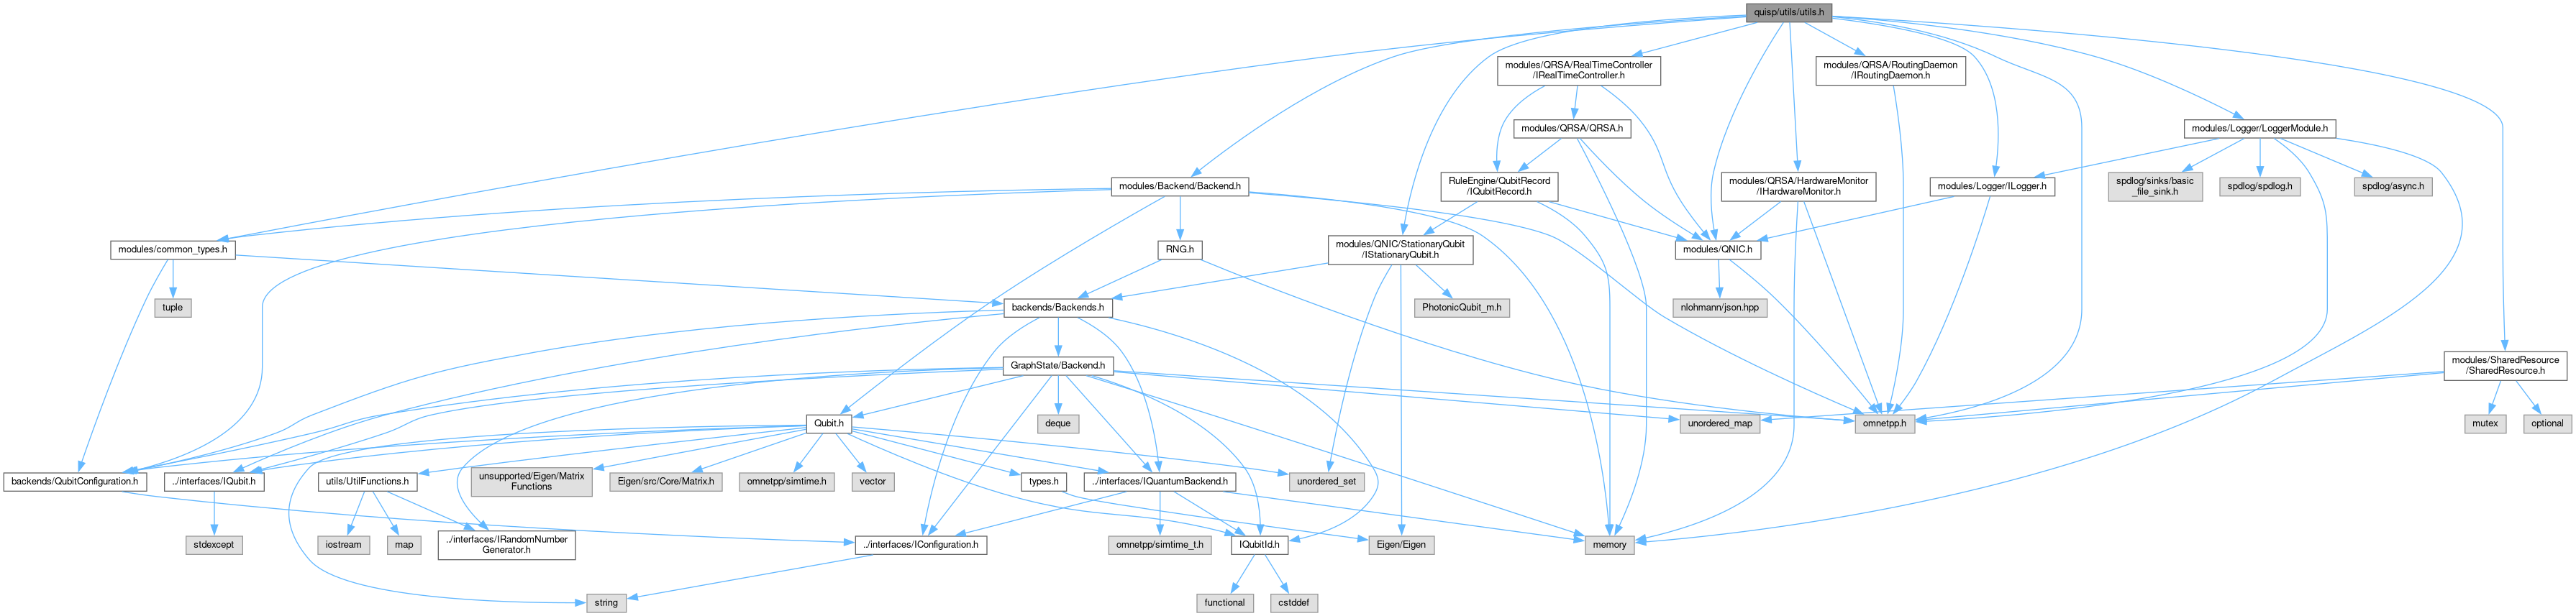 quisp/utils/utils.h
modules/QRSA/RealTimeController
/IRealTimeController.h
modules/QRSA/RoutingDaemon
/IRoutingDaemon.h
modules/QRSA/QRSA.h
modules/Logger/LoggerModule.h
modules/Backend/Backend.h
RuleEngine/QubitRecord
/IQubitRecord.h
modules/QRSA/HardwareMonitor
/IHardwareMonitor.h
modules/Logger/ILogger.h
spdlog/sinks/basic
_file_sink.h
spdlog/spdlog.h
spdlog/async.h
modules/common_types.h
RNG.h
modules/QNIC/StationaryQubit
/IStationaryQubit.h
modules/QNIC.h
tuple
backends/Backends.h
PhotonicQubit_m.h
nlohmann/json.hpp
GraphState/Backend.h
modules/SharedResource
/SharedResource.h
Qubit.h
deque
unordered_map
omnetpp.h
mutex
optional
backends/QubitConfiguration.h
../interfaces/IQubit.h
utils/UtilFunctions.h
unsupported/Eigen/Matrix
Functions
Eigen/src/Core/Matrix.h
omnetpp/simtime.h
vector
types.h
../interfaces/IQuantumBackend.h
unordered_set
stdexcept
iostream
map
../interfaces/IRandomNumber
Generator.h
../interfaces/IConfiguration.h
omnetpp/simtime_t.h
IQubitId.h
Eigen/Eigen
memory
string
functional
cstddef